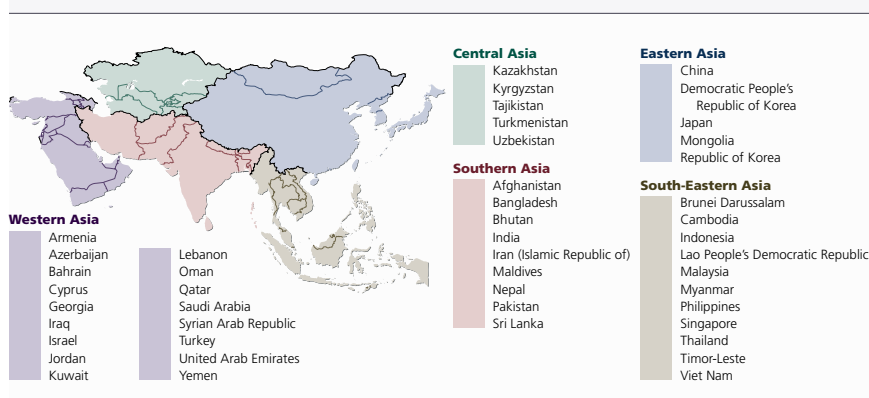 Central Asia
Kazakhstan
Kyrgyzstan
Tajikistan
Turkmenistan
Uzbekistan
Eastern Asia
China
Democratic People's
Republic of Korea
Japan
Mongolia
Republic of Korea
Southern Asia
Afghanistan
Bangladesh
Bhutan
India
Iran (Islamic Republic of)
Maldives
Nepal
Pakistan
Sri Lanka
South-Eastern Asia
Brunei Darussalam
Cambodia
Indonesia
Lao People's Democratic Republic
Malaysia
Myanmar
Philippines
Singapore
Thailand
Timor-Leste
Viet Nam
Western Asia
Armenia
Azerbaijan
Bahrain
Cyprus
Georgia
Iraq
Israel
Jordan
Kuwait
Lebanon
Oman
Qatar
Saudi Arabia
Syrian Arab Republic
Turkey
United Arab Emirates
Yemen